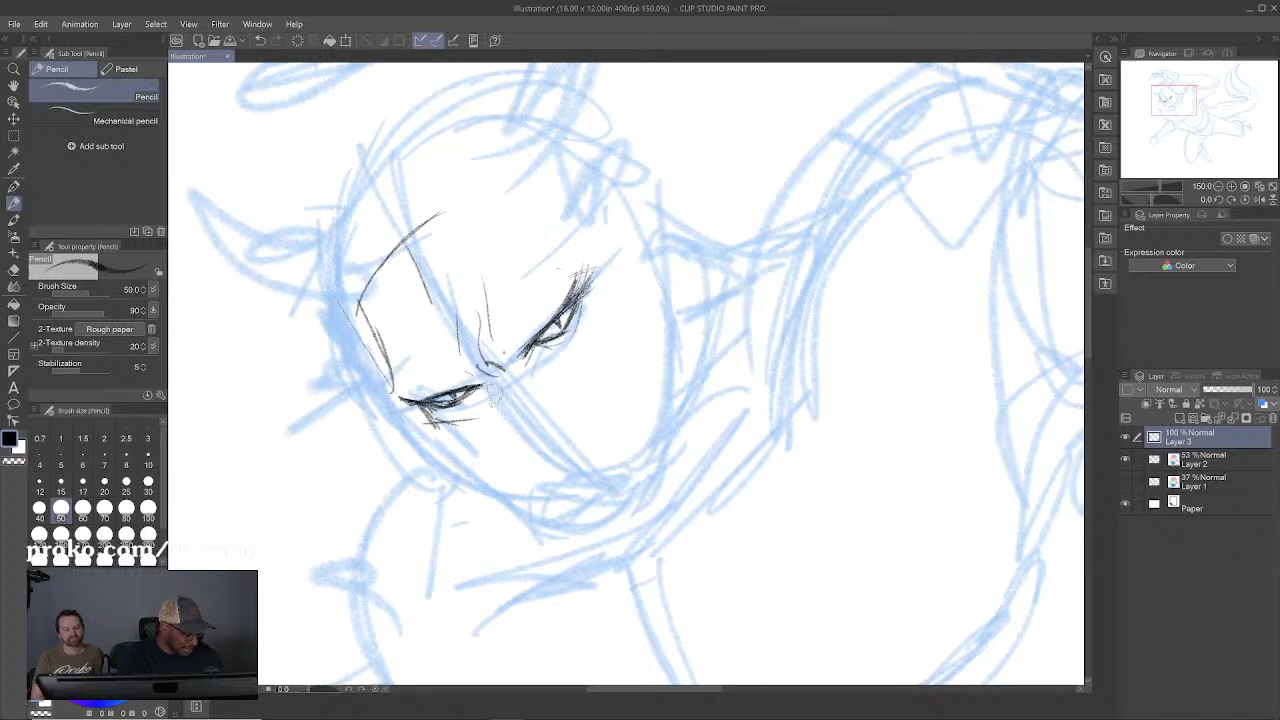 Illustration* (16.00 x 12.00in 400dpi 150.0%) - CLIP STUDIO PAINT PRO
File Edit Animation Layer Select View Filter Window Help
Sub Tool [Pencil]
Illustration*
Navigator
Pencil Pastel
Pencil
Mechanical pencil
Add sub tool
150.0
0.0
Layer Property
Tool property [Pencil]
Effect
Pencil
Expression color
Color
Brush Size 50.0
Opacity 90
2-Texture Rough paper
2-Texture density 20
Stabilization 5
Layer
Normal 100
Brush size [Pencil]
0.7 1 1.5 2 2.5 3
4 5 6 7 8 10
12 15 17 20 25 30
40 50 60 70 80 100
100 % Normal
Layer 3
53 % Normal
Layer 2
37 % Normal
Layer 1
Paper
proko.com/
Proko
0.0
0 0 0